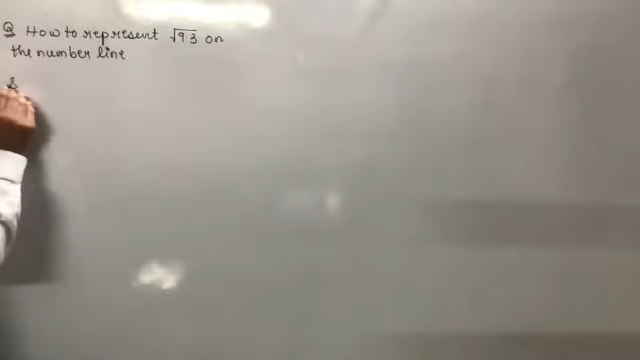 Q How to represent √93 on
the number line
S